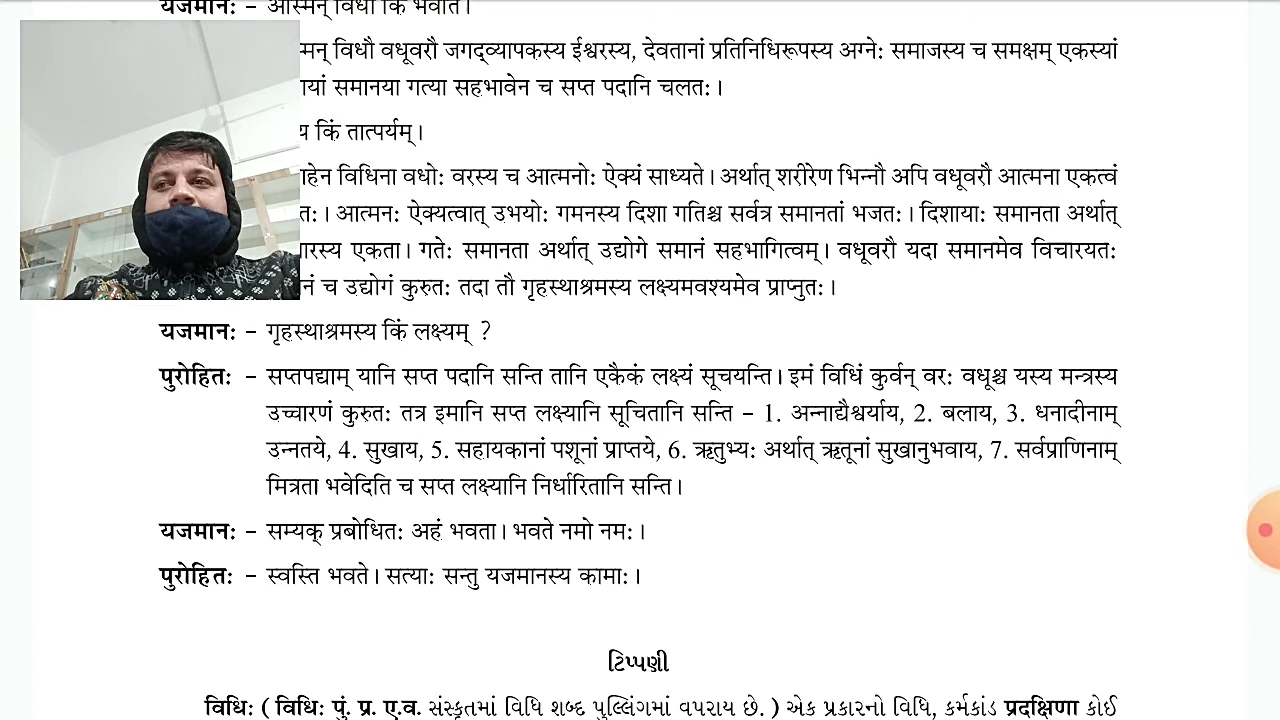 यजमानः – अस्मिन् विधौ किं भवति।
विधौ वधूवरौ जगद्व्यापकस्य ईश्वरस्य, देवतानां प्रतिनिधिरूपस्य अग्नेः समाजस्य च समक्षम् एकस्यां
समानया गत्या सहभावेन च सप्त पदानि चलतः।
किं तात्पर्यम्।
विधिना वधोः वरस्य च आत्मनोः ऐक्यं साध्यते। अर्थात् शरीरेण भिन्नौ अपि वधूवरौ आत्मना एकत्वं
आत्मनः ऐक्यत्वात् उभयोः गमनस्य दिशा गतिश्च सर्वत्र समानतां भजतः। दिशायाः समानता अर्थात्
एकता। गतेः समानता अर्थात् उद्योगे समानं सहभागित्वम्। वधूवरौ यदा समानमेव विचारयतः
च उद्योगं कुरुतः तदा तौ गृहस्थाश्रमस्य लक्ष्यमवश्यमेव प्राप्नुतः।
यजमानः – गृहस्थाश्रमस्य किं लक्ष्यम् ?
पुरोहितः – सप्तपद्याम् यानि सप्त पदानि सन्ति तानि एकैकं लक्ष्यं सूचयन्ति। इमं विधिं कुर्वन् वरः वधूश्च यस्य मन्त्रस्य
उच्चारणं कुरुतः तत्र इमानि सप्त लक्ष्यानि सूचितानि सन्ति – 1. अन्नाद्यैश्वर्याय, 2. बलाय, 3. धनादीनाम्
उन्नतये, 4. सुखाय, 5. सहायकानां पशूनां प्राप्तये, 6. ऋतुभ्यः अर्थात् ऋतूनां सुखानुभवाय, 7. सर्वप्राणिनाम्
मित्रता भवेदिति च सप्त लक्ष्यानि निर्धारितानि सन्ति।
यजमानः – सम्यक् प्रबोधितः अहं भवता। भवते नमो नमः।
पुरोहितः – स्वस्ति भवते। सत्याः सन्तु यजमानस्य कामाः।
ટિપ્પણી
विधिः ( विधिः पुं. प्र. ए.व. સંસ્કૃતમાં વિધિ શબ્દ પુલ્લિંગમાં વપરાય છે. ) એક પ્રકારનો વિધિ, કર્મકાંડ प्रदक्षिणा કોઈ